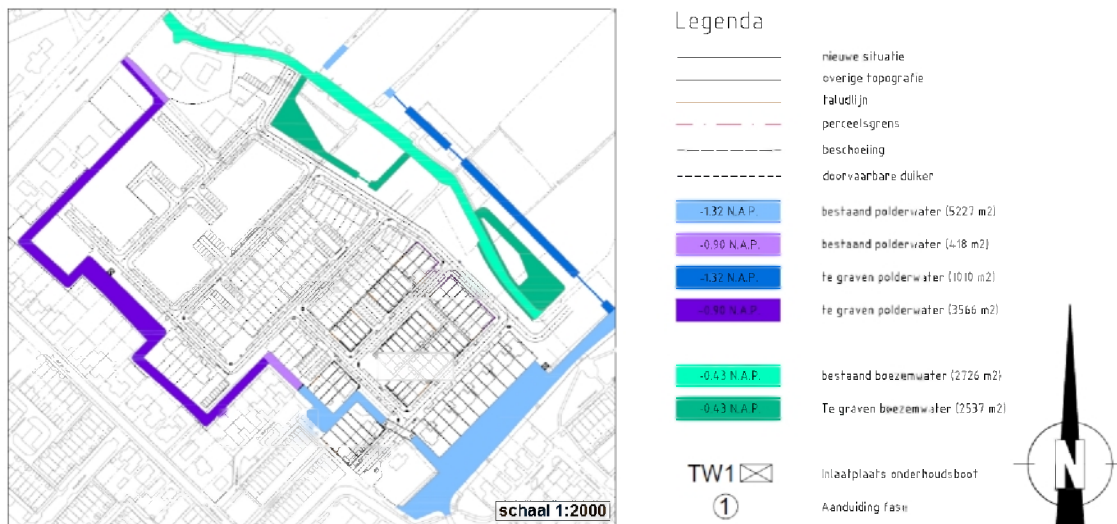 schaal 1:2000
Legenda
nieuwe situatie
overige topografie
taludlijn
perceelsgrens
beschoeiing
doorvaarbare duiker
-1.32 N.A.P. bestaand polderwater (5227 m2)
-0.90 N.A.P. bestaand polderwater (418 m2)
-1.32 N.A.P. te graven polderwater (1010 m2)
-0.90 N.A.P. te graven polderwater (3566 m2)
-0.43 N.A.P. bestaand boezemwater (2726 m2)
-0.43 N.A.P. Te graven boezemwater (2537 m2)
TW1 Inlaatplaats onderhoudsboot
1 Aanduiding fase
N